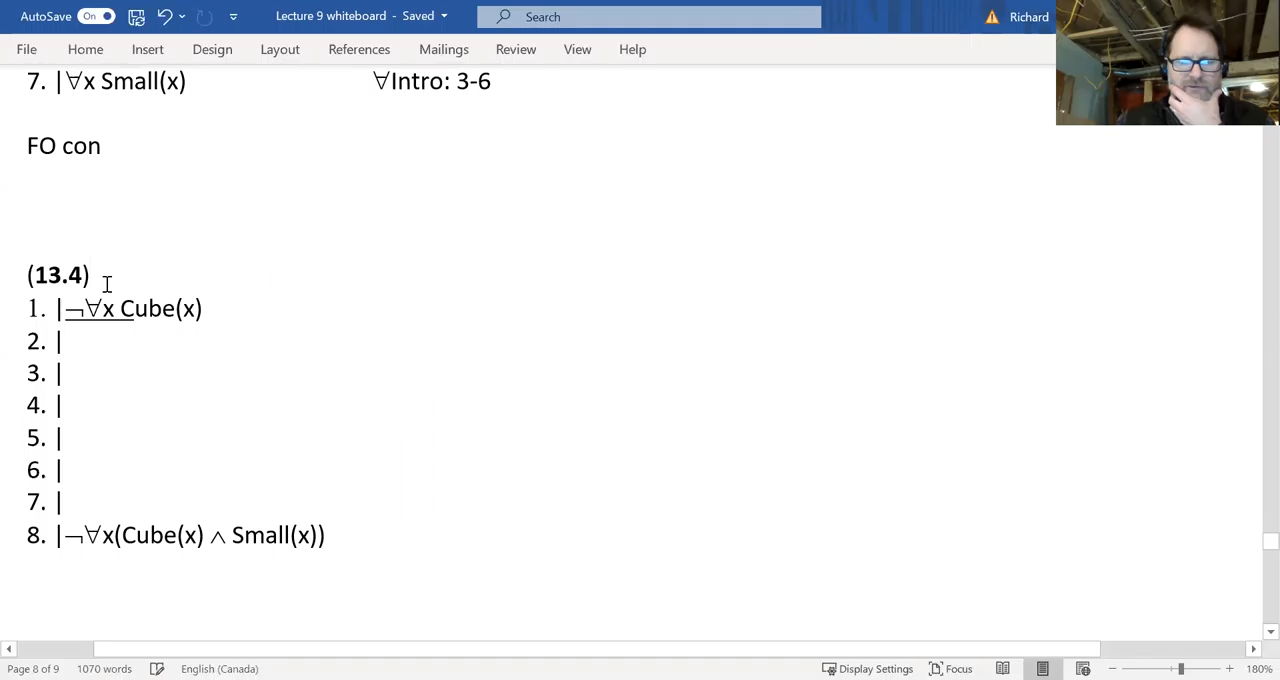 AutoSave On Lecture 9 whiteboard - Saved Search Richard
File Home Insert Design Layout References Mailings Review View Help
7. |∀x Small(x) ∀Intro: 3-6
FO con
(13.4)
1. |¬∀x Cube(x)
2. |
3. |
4. |
5. |
6. |
7. |
8. |¬∀x(Cube(x) ∧ Small(x))
Page 8 of 9 1070 words English (Canada) Display Settings Focus 180%